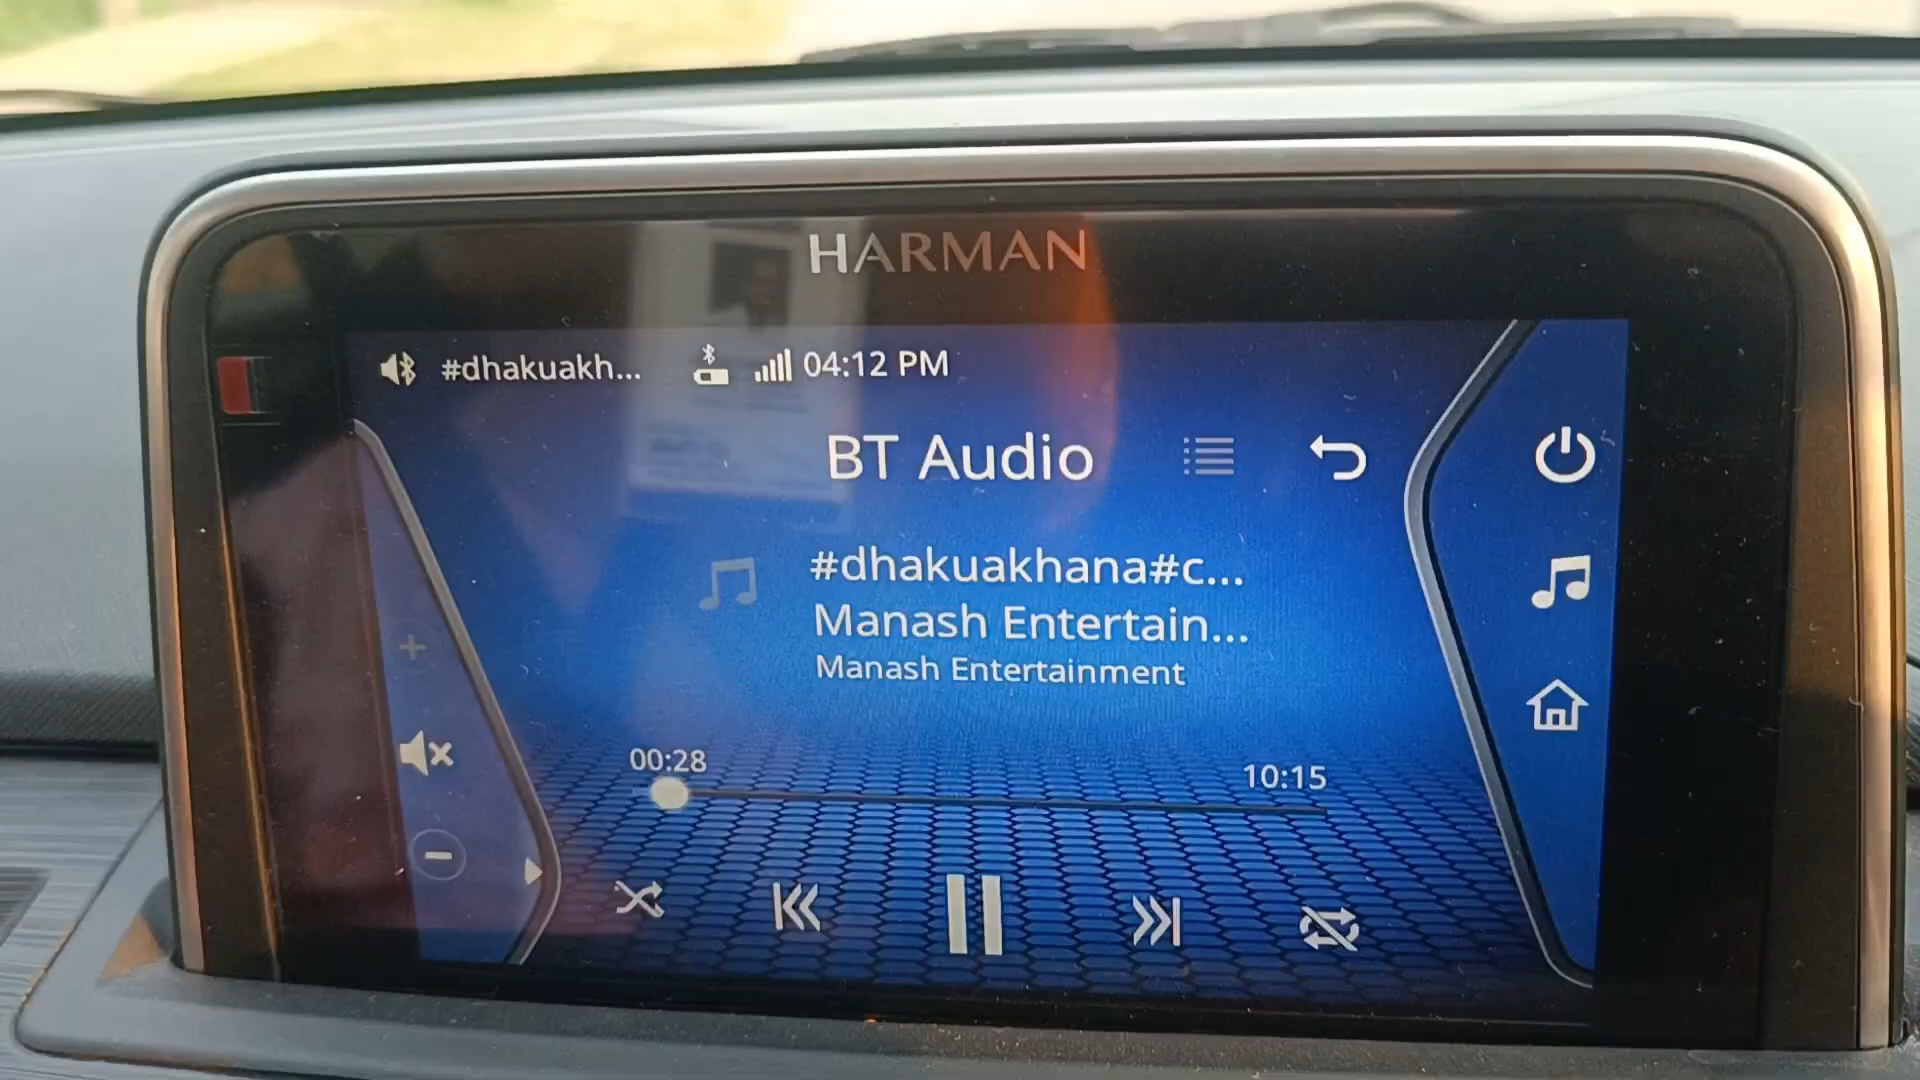 HARMAN
#dhakuakh... 04:12 PM
BT Audio
#dhakuakhana#c...
Manash Entertain...
Manash Entertainment
00:28 10:15